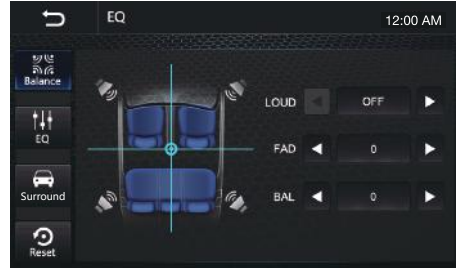 EQ
12:00 AM
Balance
LOUD OFF
EQ
FAD 0
Surround
BAL 0
Reset